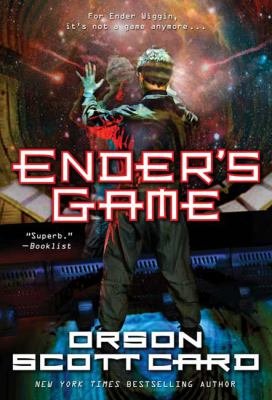 For Ender Wiggin,
it's not a game anymore...
ENDER'S
GAME
"Superb."
—Booklist
ORSON
SCOTT CARD
NEW YORK TIMES BESTSELLING AUTHOR